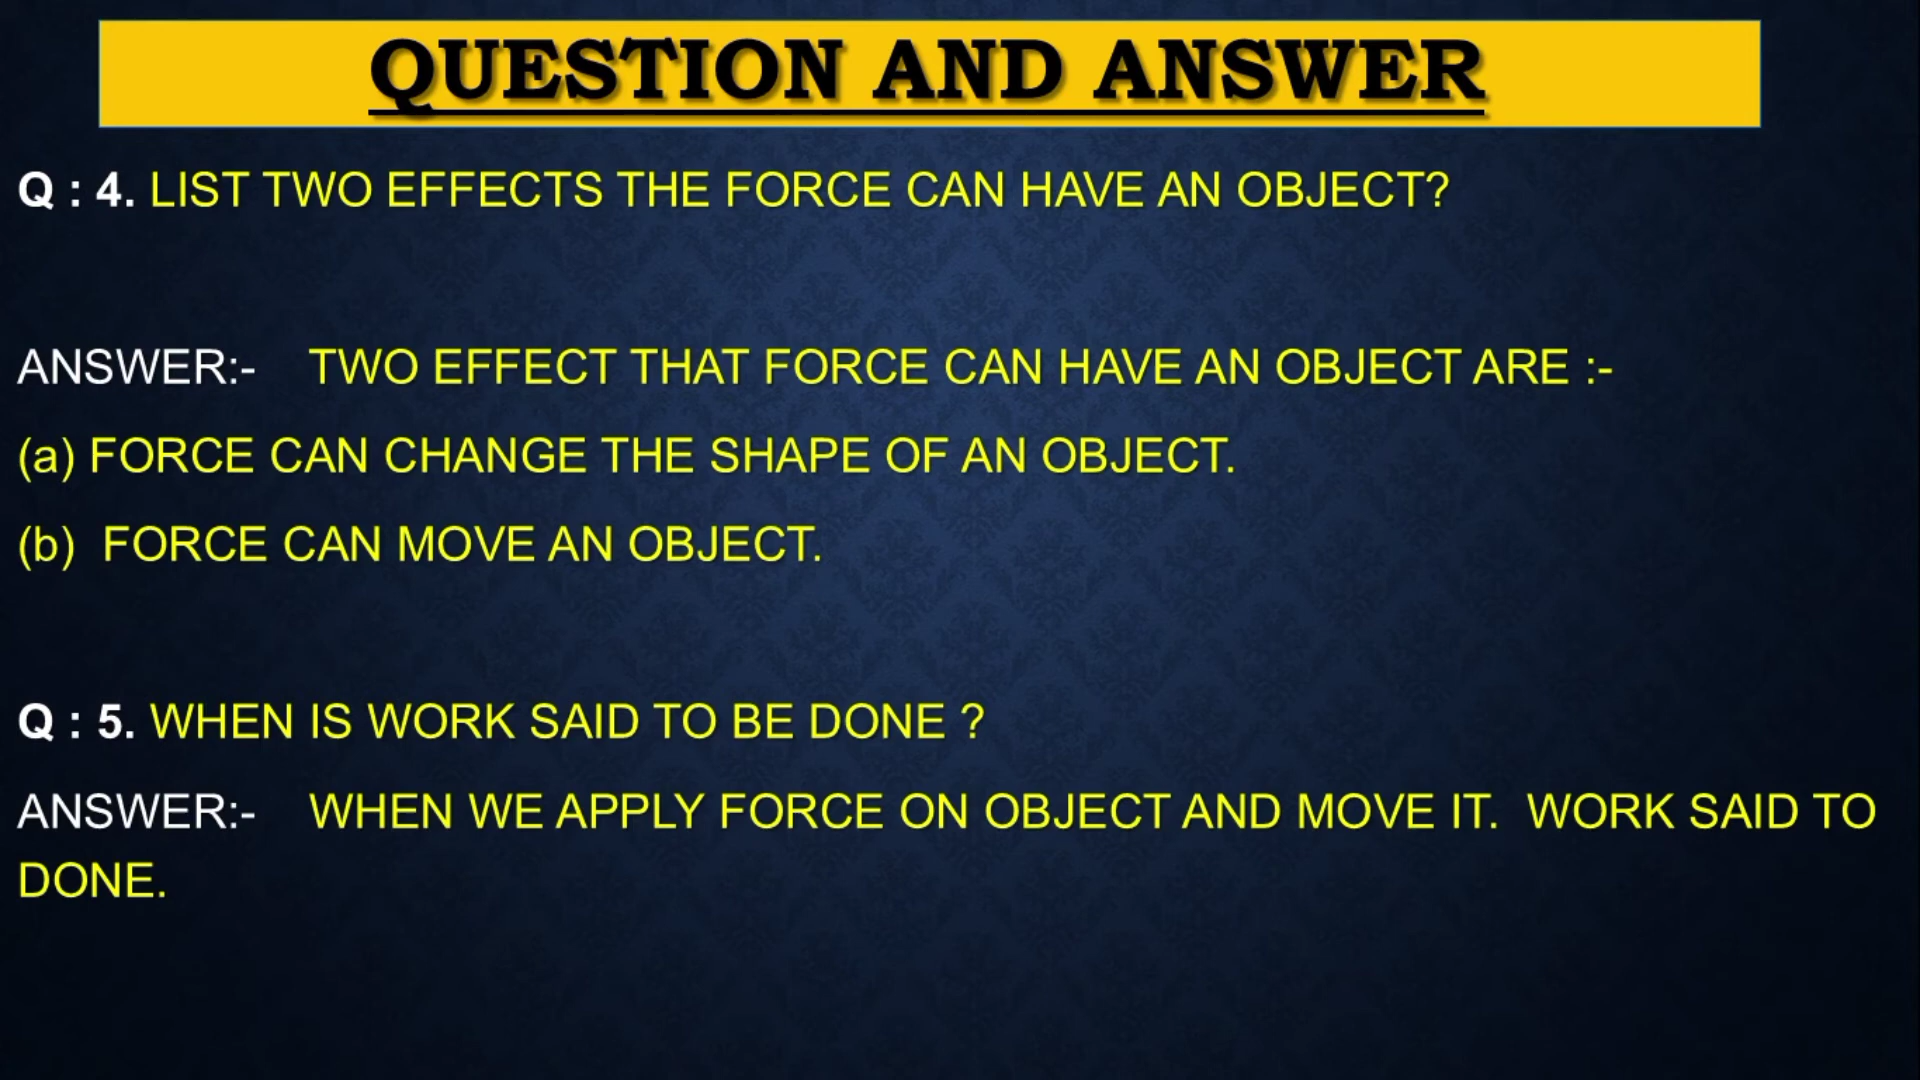 QUESTION AND ANSWER
Q : 4. LIST TWO EFFECTS THE FORCE CAN HAVE AN OBJECT?
ANSWER:- TWO EFFECT THAT FORCE CAN HAVE AN OBJECT ARE :-
(a) FORCE CAN CHANGE THE SHAPE OF AN OBJECT.
(b) FORCE CAN MOVE AN OBJECT.
Q : 5. WHEN IS WORK SAID TO BE DONE ?
ANSWER:- WHEN WE APPLY FORCE ON OBJECT AND MOVE IT. WORK SAID TO
DONE.